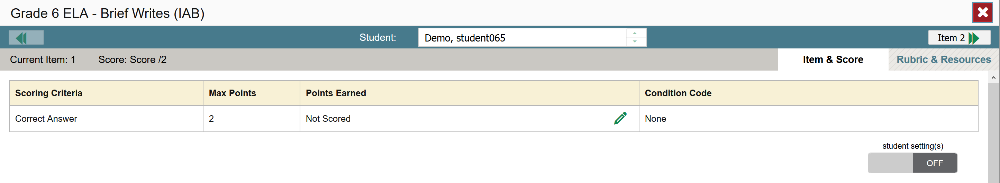 Grade 6 ELA - Brief Writes (IAB)
Student: Demo, student065 Item 2
Current Item: 1 Score: Score /2 Item & Score Rubric & Resources
Scoring Criteria Max Points Points Earned Condition Code
Correct Answer 2 Not Scored None
student setting(s)
OFF